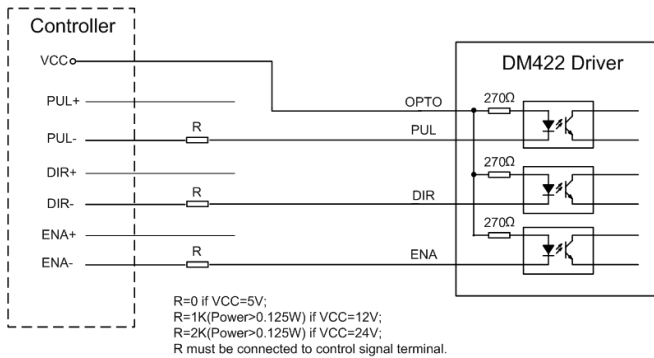 Controller
VCC
DM422 Driver
PUL+
OPTO
270Ω
PUL-
R
PUL
DIR+
270Ω
DIR-
R
DIR
ENA+
270Ω
ENA-
R
ENA
R=0 if VCC=5V;
R=1K(Power>0.125W) if VCC=12V;
R=2K(Power>0.125W) if VCC=24V;
R must be connected to control signal terminal.